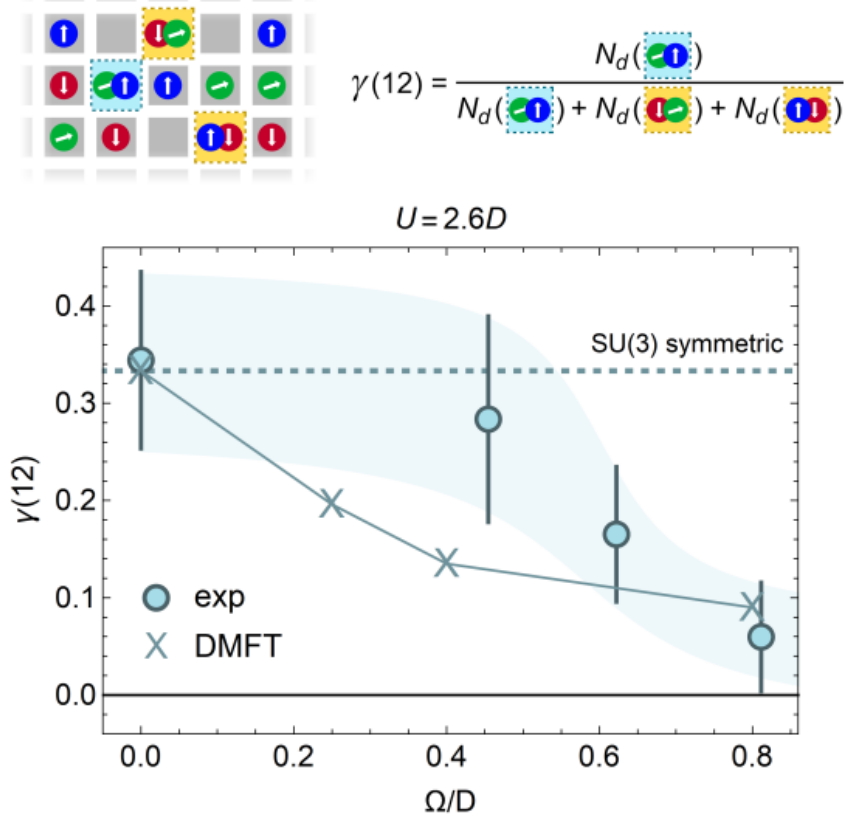 γ(12) = N_d( ) / N_d( ) + N_d( ) + N_d( )
U = 2.6D
0.4
SU(3) symmetric
0.3
γ(12)
0.2
0.1
exp
DMFT
0.0
0.0 0.2 0.4 0.6 0.8
Ω/D